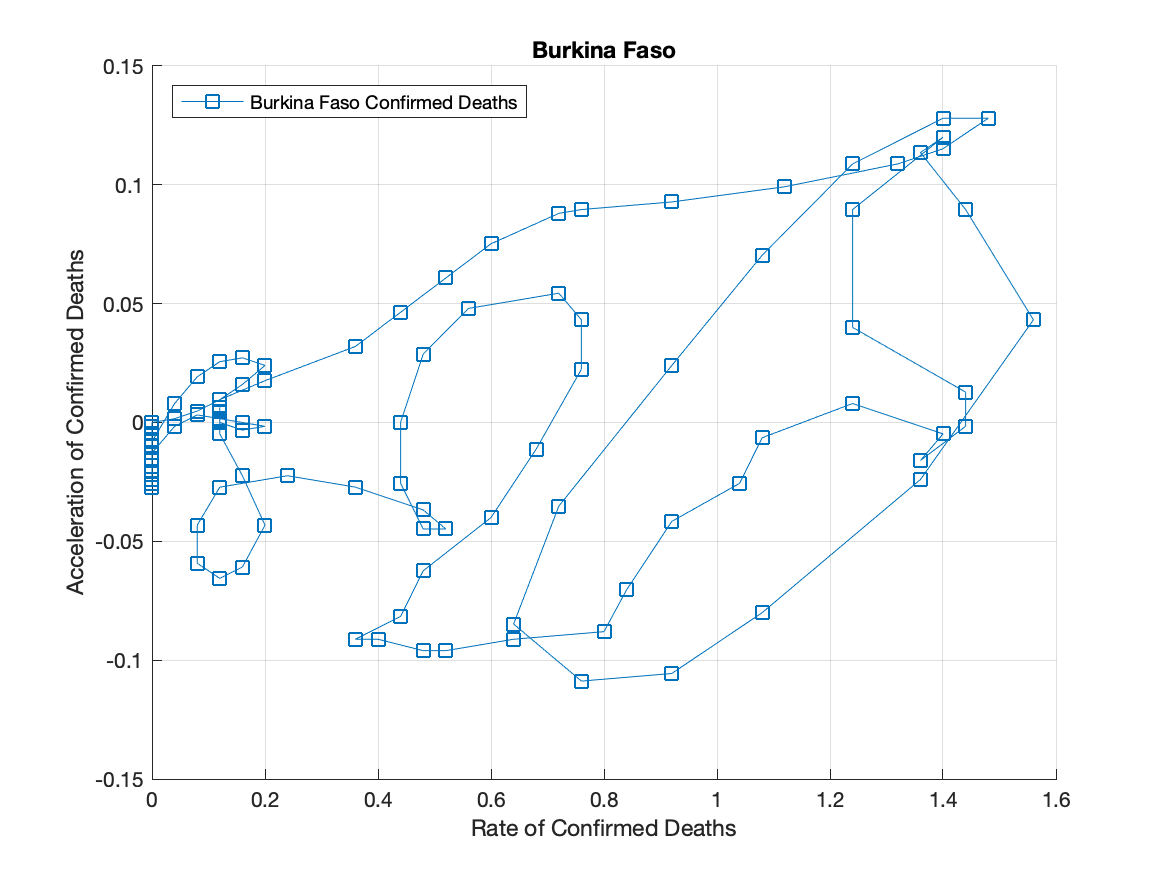 Burkina Faso
0.15
Burkina Faso Confirmed Deaths
0.1
0.05
0
-0.05
-0.1
-0.15
Acceleration of Confirmed Deaths
0 0.2 0.4 0.6 0.8 1 1.2 1.4 1.6
Rate of Confirmed Deaths